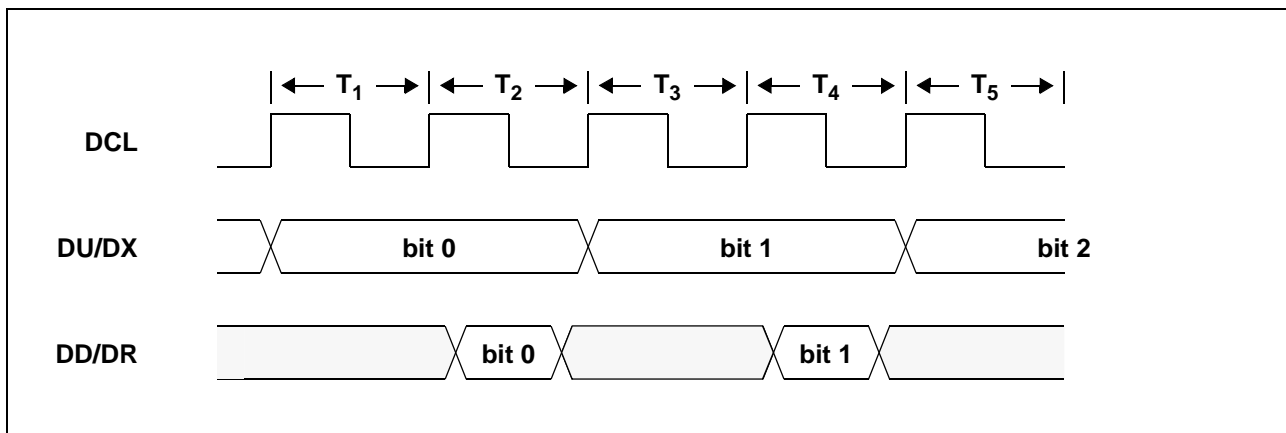 T1 T2 T3 T4 T5
DCL
DU/DX bit 0 bit 1 bit 2
DD/DR bit 0 bit 1